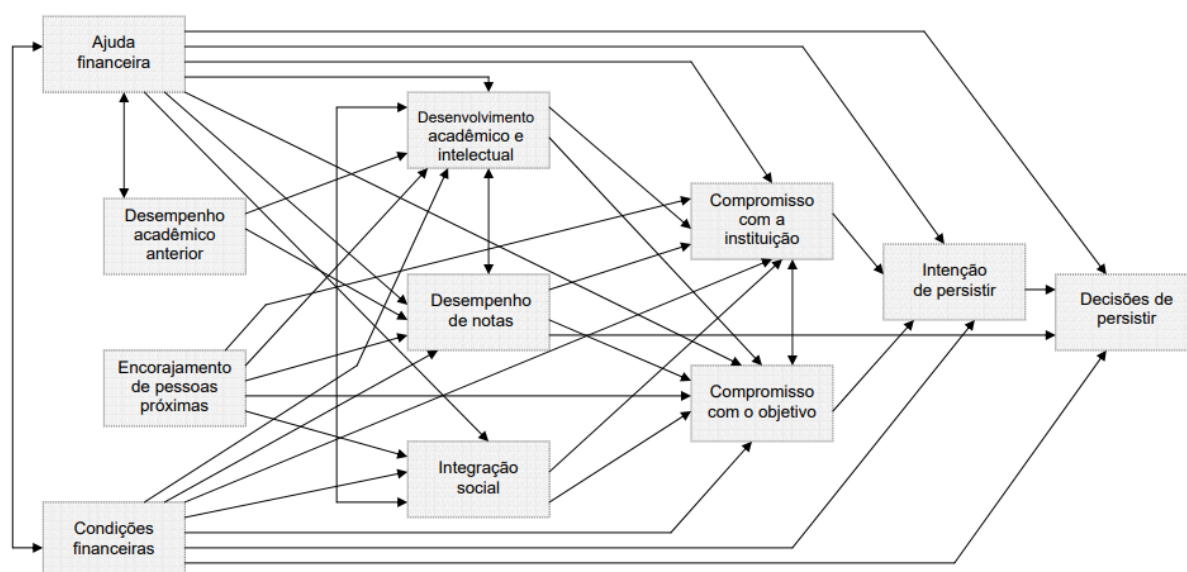 Ajuda
financeira
Desenvolvimento
acadêmico e
intelectual
Desempenho
acadêmico
anterior
Compromisso
com a
instituição
Intenção
de persistir
Desempenho
de notas
Decisões de
persistir
Encorajamento
de pessoas
próximas
Compromisso
com o objetivo
Integração
social
Condições
financeiras